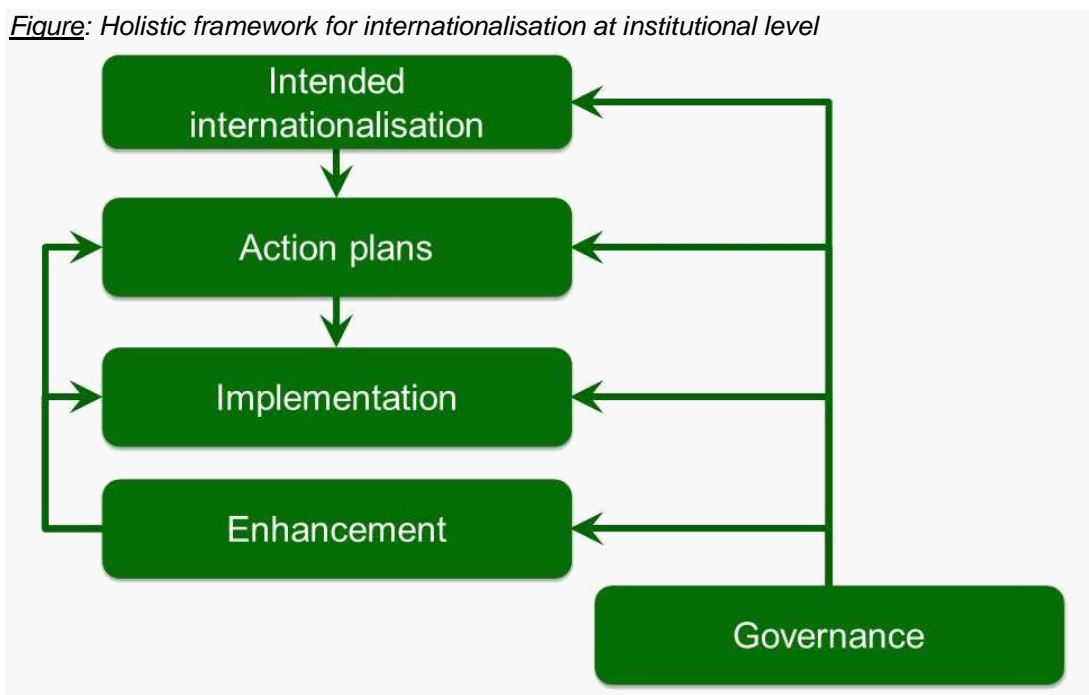 Figure: Holistic framework for internationalisation at institutional level
Intended
internationalisation
Action plans
Implementation
Enhancement
Governance